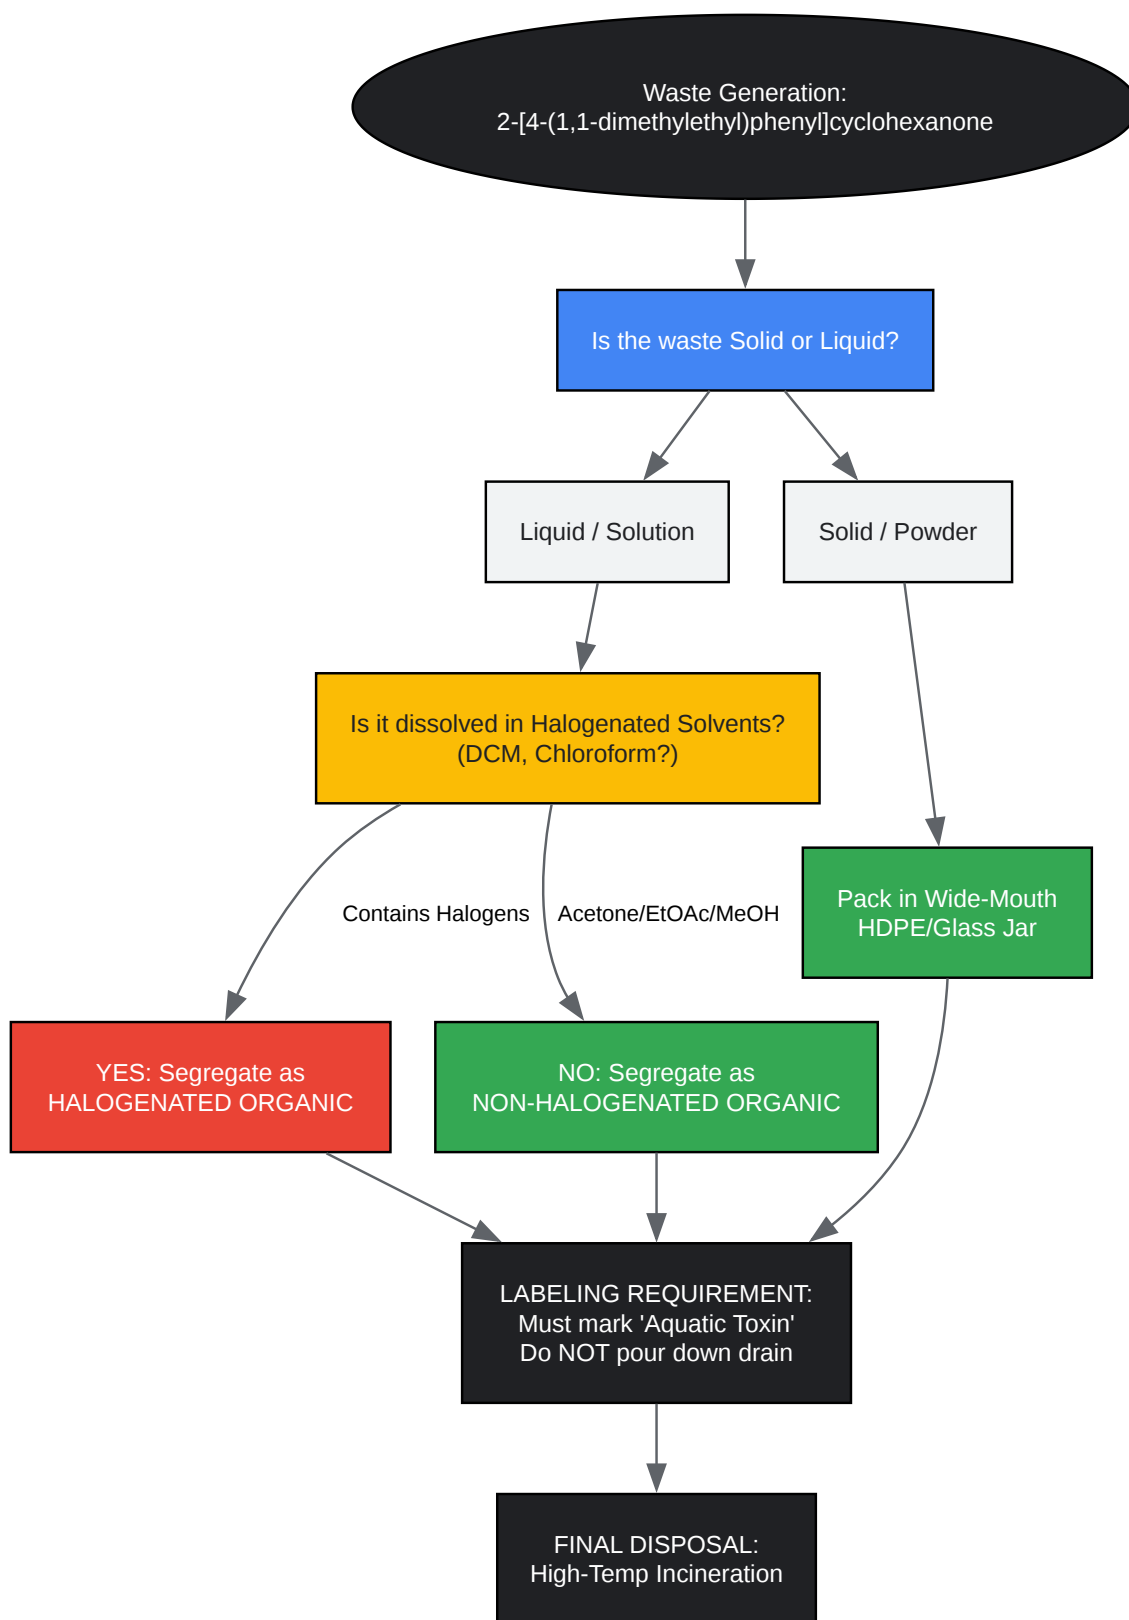 Waste Generation:
2-[4-(1,1-dimethylethyl)phenyl]cyclohexanone
Is the waste Solid or Liquid?
Liquid / Solution
Solid / Powder
Is it dissolved in Halogenated Solvents?
(DCM, Chloroform?)
Pack in Wide-Mouth
HDPE/Glass Jar
Contains Halogens
Acetone/EtOAc/MeOH
YES: Segregate as
HALOGENATED ORGANIC
NO: Segregate as
NON-HALOGENATED ORGANIC
LABELING REQUIREMENT:
Must mark 'Aquatic Toxin'
Do NOT pour down drain
FINAL DISPOSAL:
High-Temp Incineration